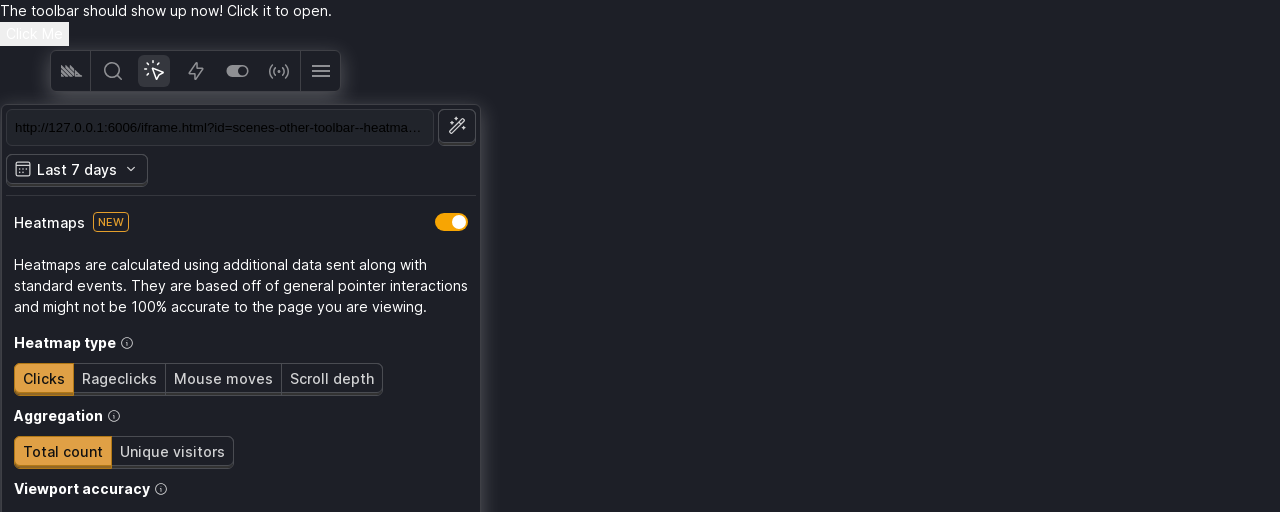 The toolbar should show up now! Click it to open.
Click Me
http://127.0.0.1:6006/iframe.html?id=scenes-other-toolbar--heatma…
Last 7 days
Heatmaps NEW
Heatmaps are calculated using additional data sent along with
standard events. They are based off of general pointer interactions
and might not be 100% accurate to the page you are viewing.
Heatmap type
Clicks Rageclicks Mouse moves Scroll depth
Aggregation
Total count Unique visitors
Viewport accuracy